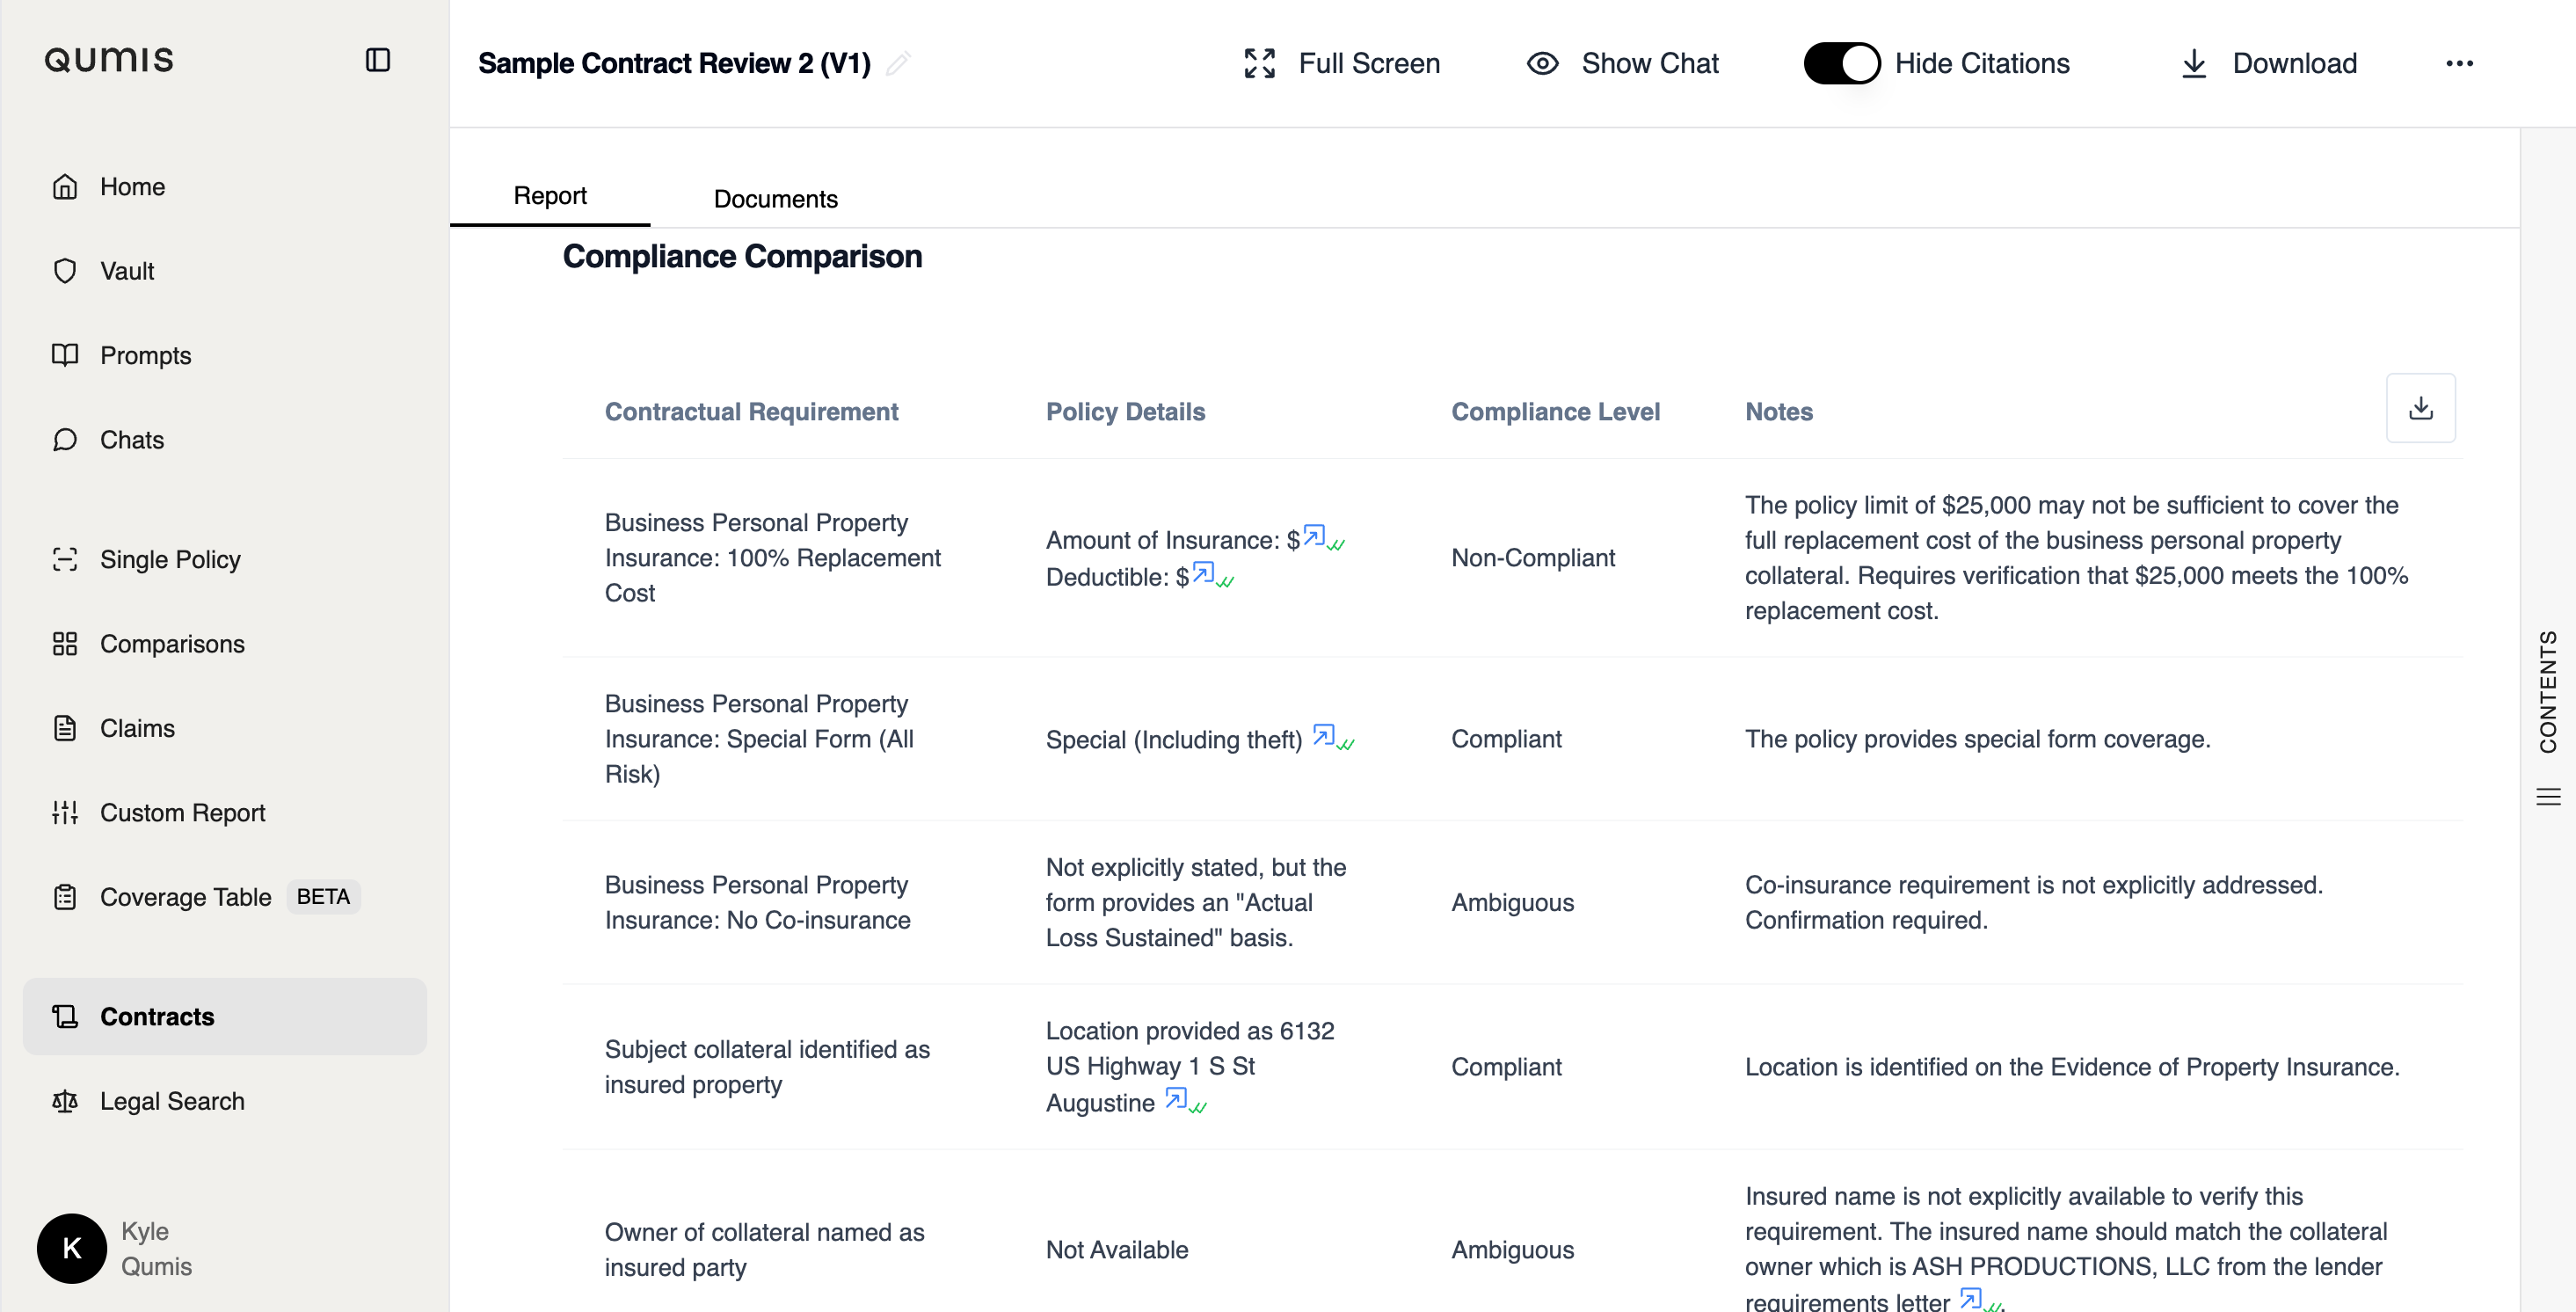 QUMIS
Sample Contract Review 2 (V1)
Full Screen
Show Chat
Hide Citations
Download
Home
Vault
Prompts
Chats
Single Policy
Comparisons
Claims
Custom Report
Coverage Table BETA
Contracts
Legal Search
K
Kyle
Qumis
Report
Documents
Compliance Comparison
Contractual Requirement
Policy Details
Compliance Level
Notes
Business Personal Property
Insurance: 100% Replacement
Cost
Amount of Insurance: $
Deductible: $
Non-Compliant
The policy limit of $25,000 may not be sufficient to cover the
full replacement cost of the business personal property
collateral. Requires verification that $25,000 meets the 100%
replacement cost.
Business Personal Property
Insurance: Special Form (All
Risk)
Special (Including theft)
Compliant
The policy provides special form coverage.
Business Personal Property
Insurance: No Co-insurance
Not explicitly stated, but the
form provides an "Actual
Loss Sustained" basis.
Ambiguous
Co-insurance requirement is not explicitly addressed.
Confirmation required.
Subject collateral identified as
insured property
Location provided as 6132
US Highway 1 S St
Augustine
Compliant
Location is identified on the Evidence of Property Insurance.
Owner of collateral named as
insured party
Not Available
Ambiguous
Insured name is not explicitly available to verify this
requirement. The insured name should match the collateral
owner which is ASH PRODUCTIONS, LLC from the lender
requirements letter .
CONTENTS